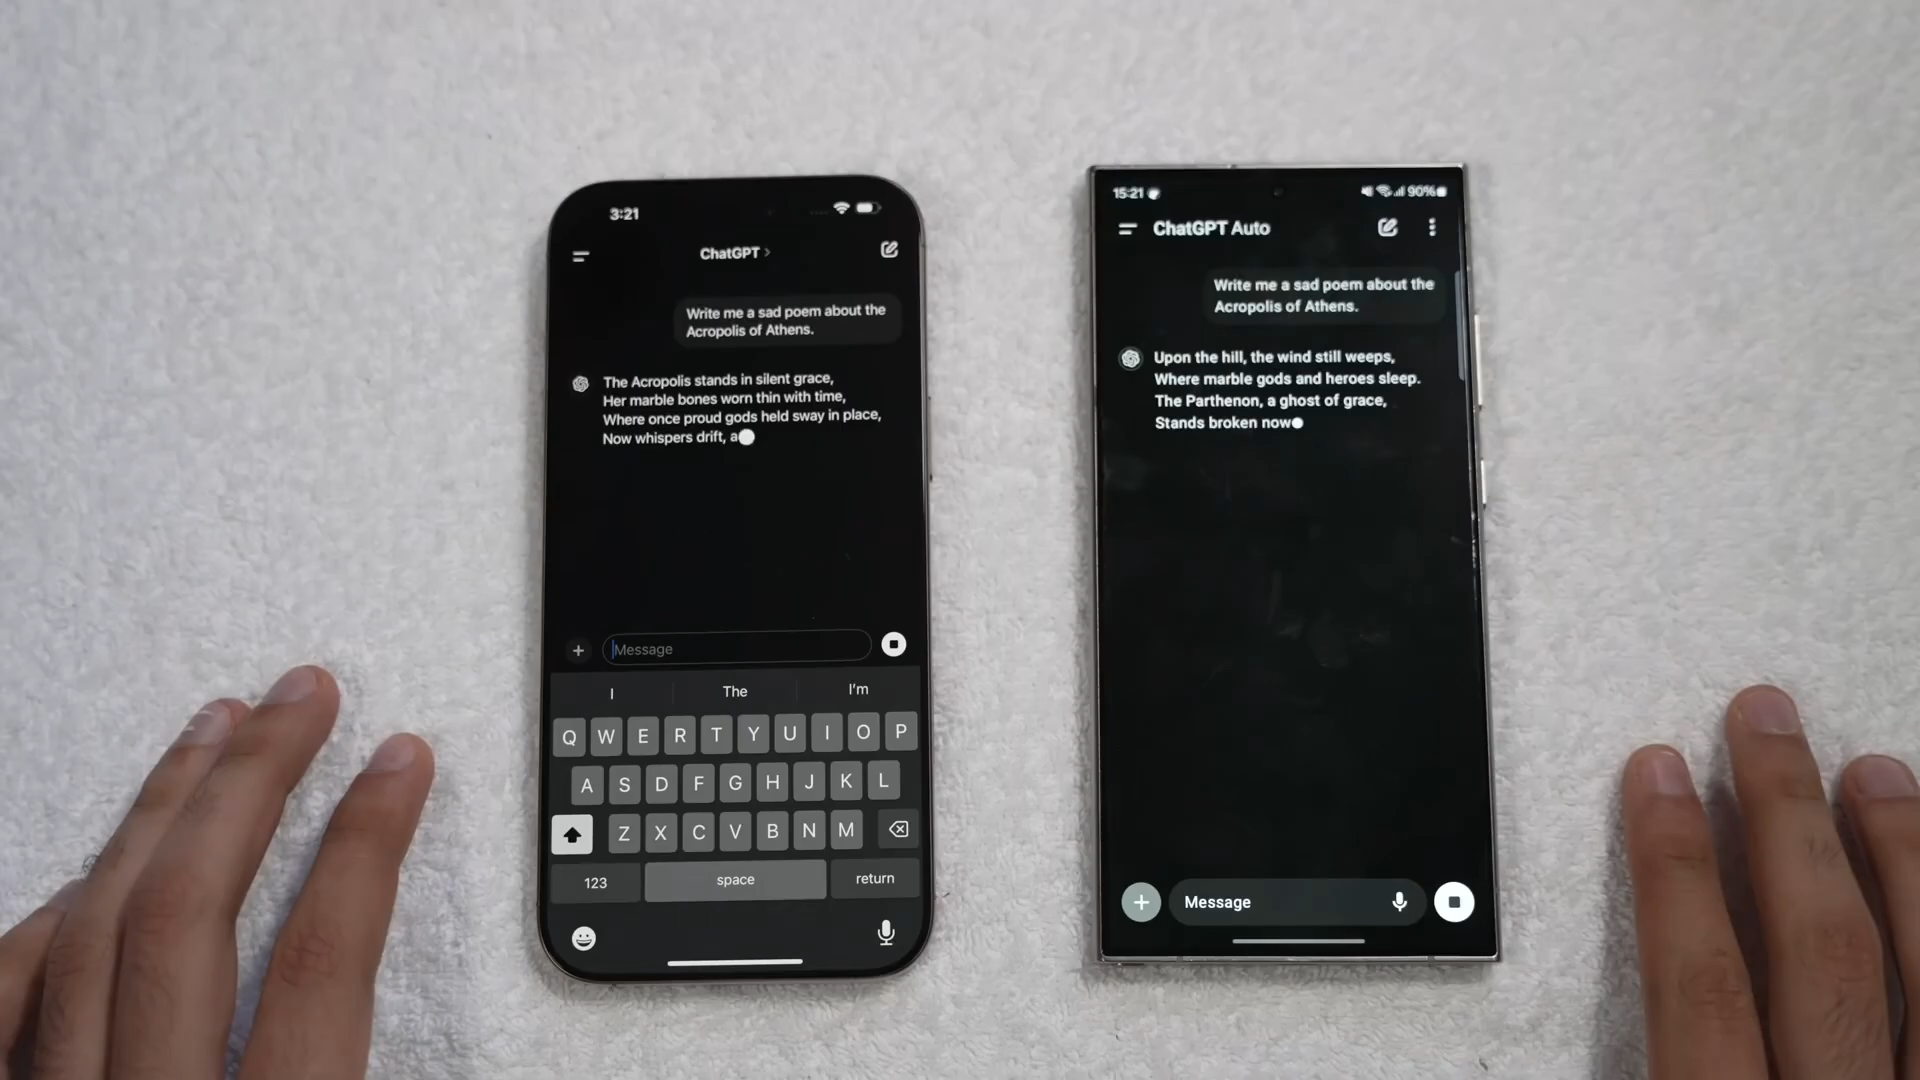 3:21
ChatGPT >
Write me a sad poem about the
Acropolis of Athens.
The Acropolis stands in silent grace,
Her marble bones worn thin with time,
Where once proud gods held sway in place,
Now whispers drift, a
Message
I The I'm
Q W E R T Y U I O P
A S D F G H J K L
Z X C V B N M
123 space return
15:21 90%
ChatGPT Auto
Write me a sad poem about the
Acropolis of Athens.
Upon the hill, the wind still weeps,
Where marble gods and heroes sleep.
The Parthenon, a ghost of grace,
Stands broken now
Message